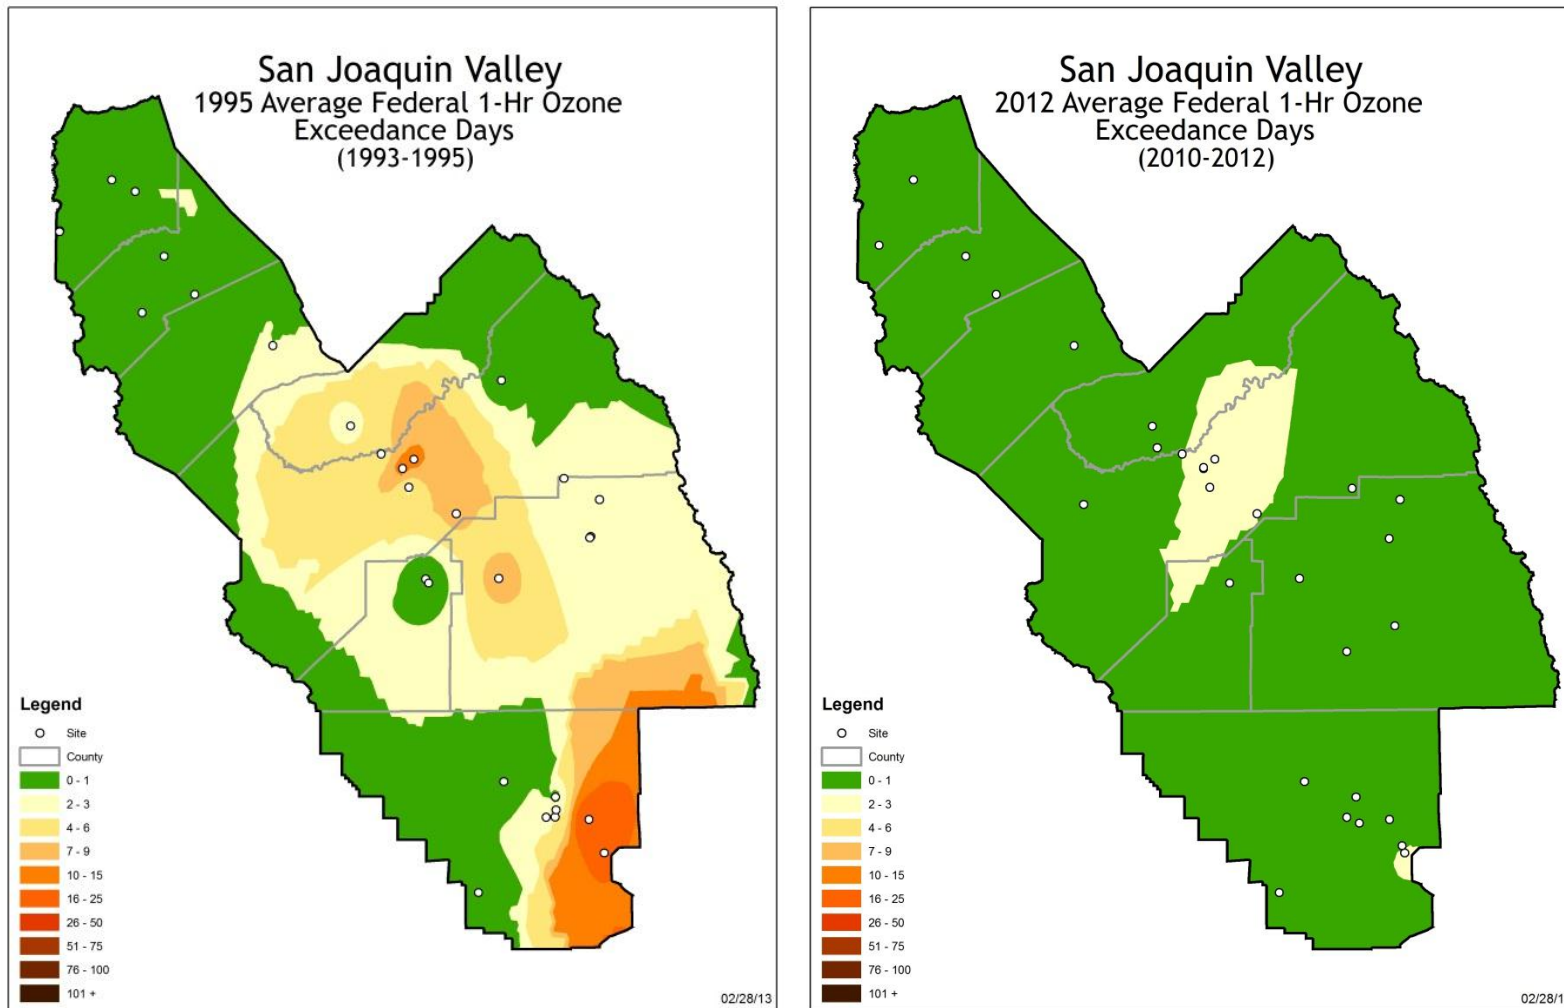 San Joaquin Valley
1995 Average Federal 1-Hr Ozone
Exceedance Days
(1993-1995)
Legend
Site
County
0 - 1
2 - 3
4 - 6
7 - 9
10 - 15
16 - 25
26 - 50
51 - 75
76 - 100
101 +
02/28/13
San Joaquin Valley
2012 Average Federal 1-Hr Ozone
Exceedance Days
(2010-2012)
Legend
Site
County
0 - 1
2 - 3
4 - 6
7 - 9
10 - 15
16 - 25
26 - 50
51 - 75
76 - 100
101 +
02/28/1